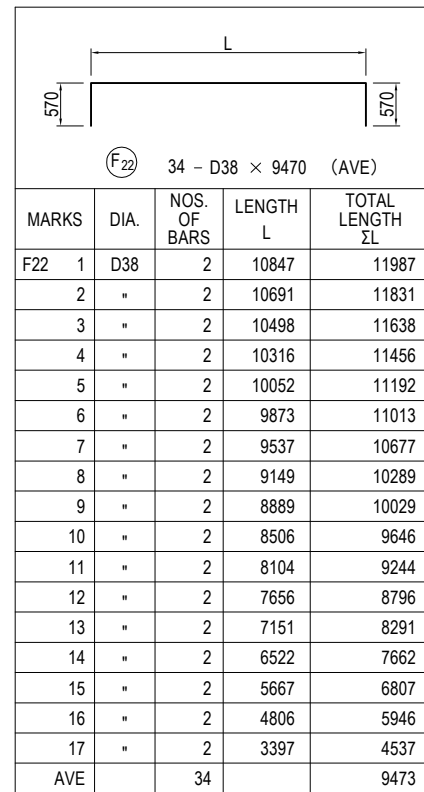 L
570
570
F22 34 – D38 × 9470 (AVE)
MARKS DIA. NOS. OF BARS LENGTH L TOTAL LENGTH ΣL
F22 1 D38 2 10847 11987
2 " 2 10691 11831
3 " 2 10498 11638
4 " 2 10316 11456
5 " 2 10052 11192
6 " 2 9873 11013
7 " 2 9537 10677
8 " 2 9149 10289
9 " 2 8889 10029
10 " 2 8506 9646
11 " 2 8104 9244
12 " 2 7656 8796
13 " 2 7151 8291
14 " 2 6522 7662
15 " 2 5667 6807
16 " 2 4806 5946
17 " 2 3397 4537
AVE 34 9473